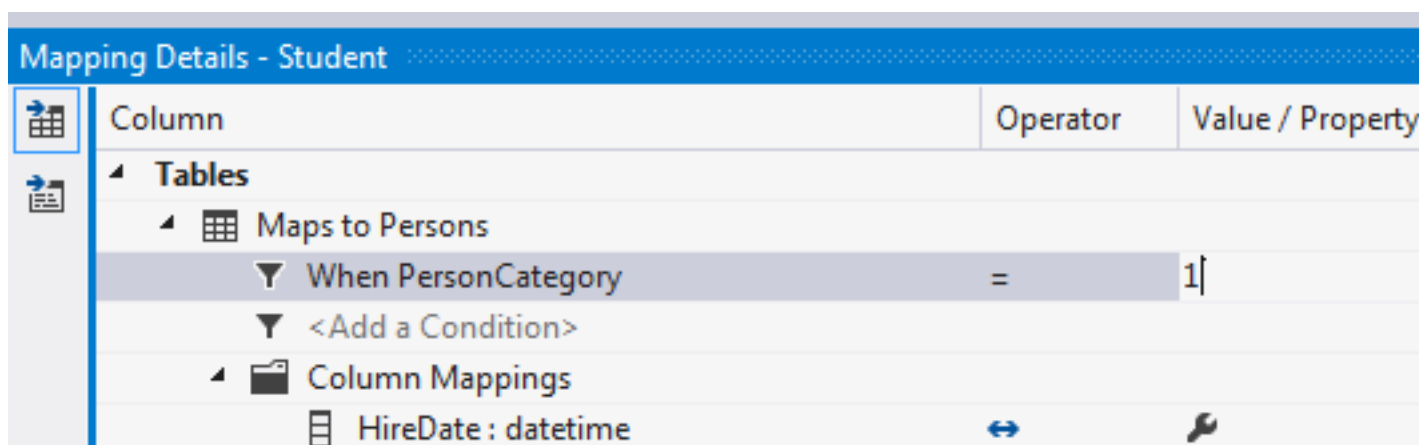 Mapping Details - Student
Column Operator Value / Property
Tables
Maps to Persons
When PersonCategory = 1
<Add a Condition>
Column Mappings
HireDate : datetime